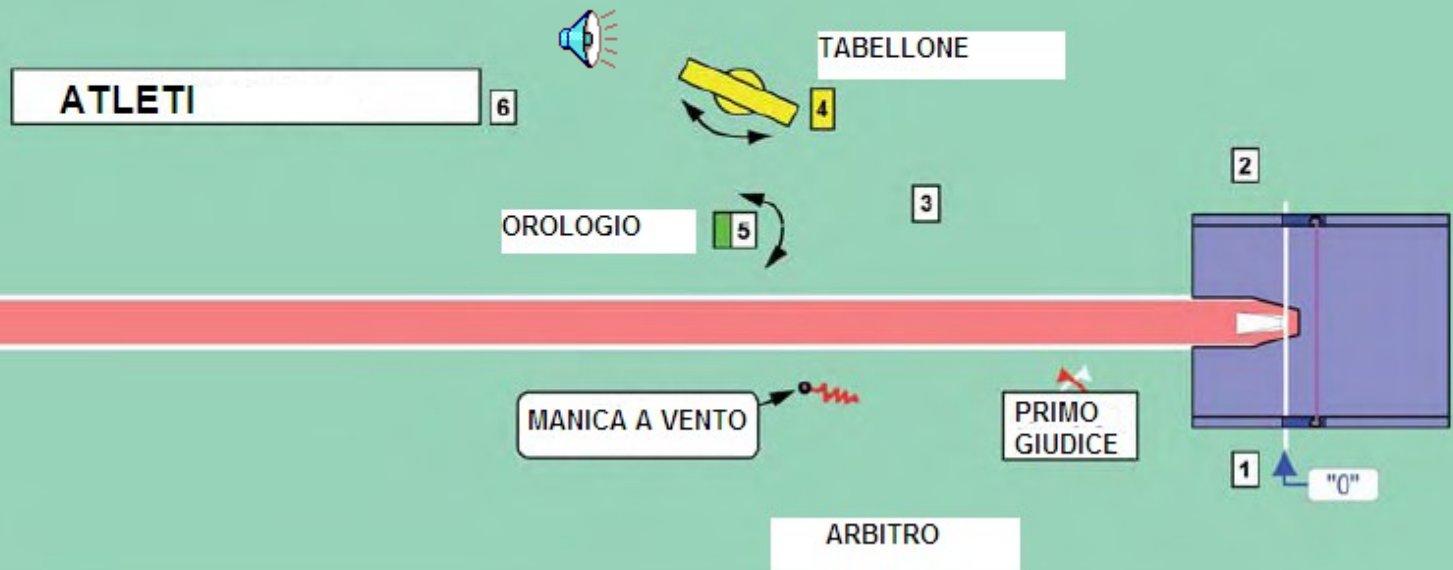 TABELLONE
ATLETI
6
4
2
3
OROLOGIO
5
MANICA A VENTO
PRIMO
GIUDICE
1
"0"
ARBITRO